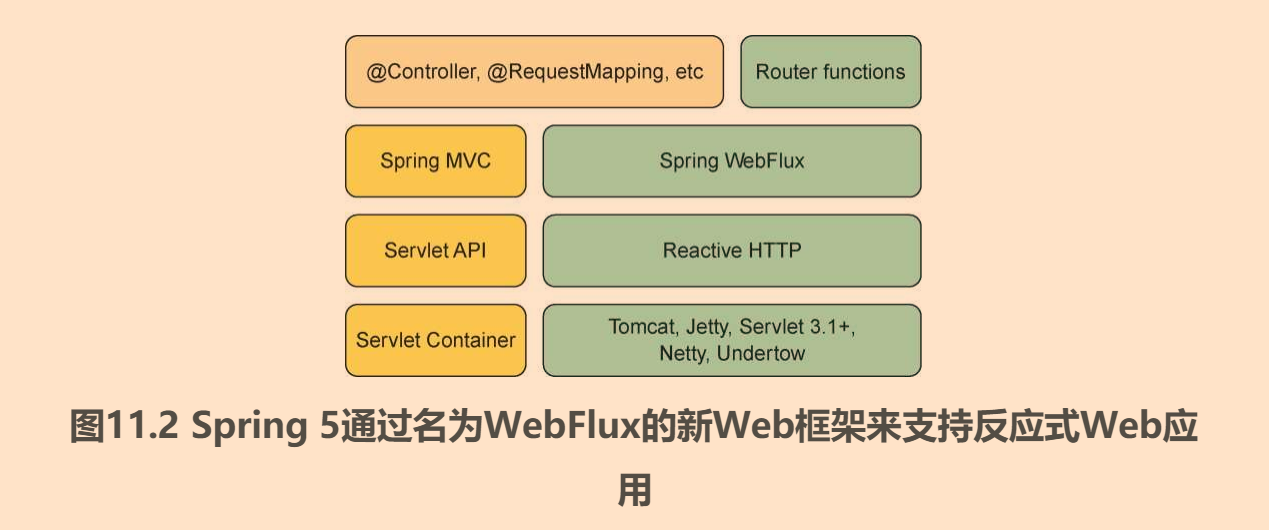 @Controller, @RequestMapping, etc
Router functions
Spring MVC
Spring WebFlux
Servlet API
Reactive HTTP
Servlet Container
Tomcat, Jetty, Servlet 3.1+,
Netty, Undertow
图11.2 Spring 5通过名为WebFlux的新Web框架来支持反应式Web应
用